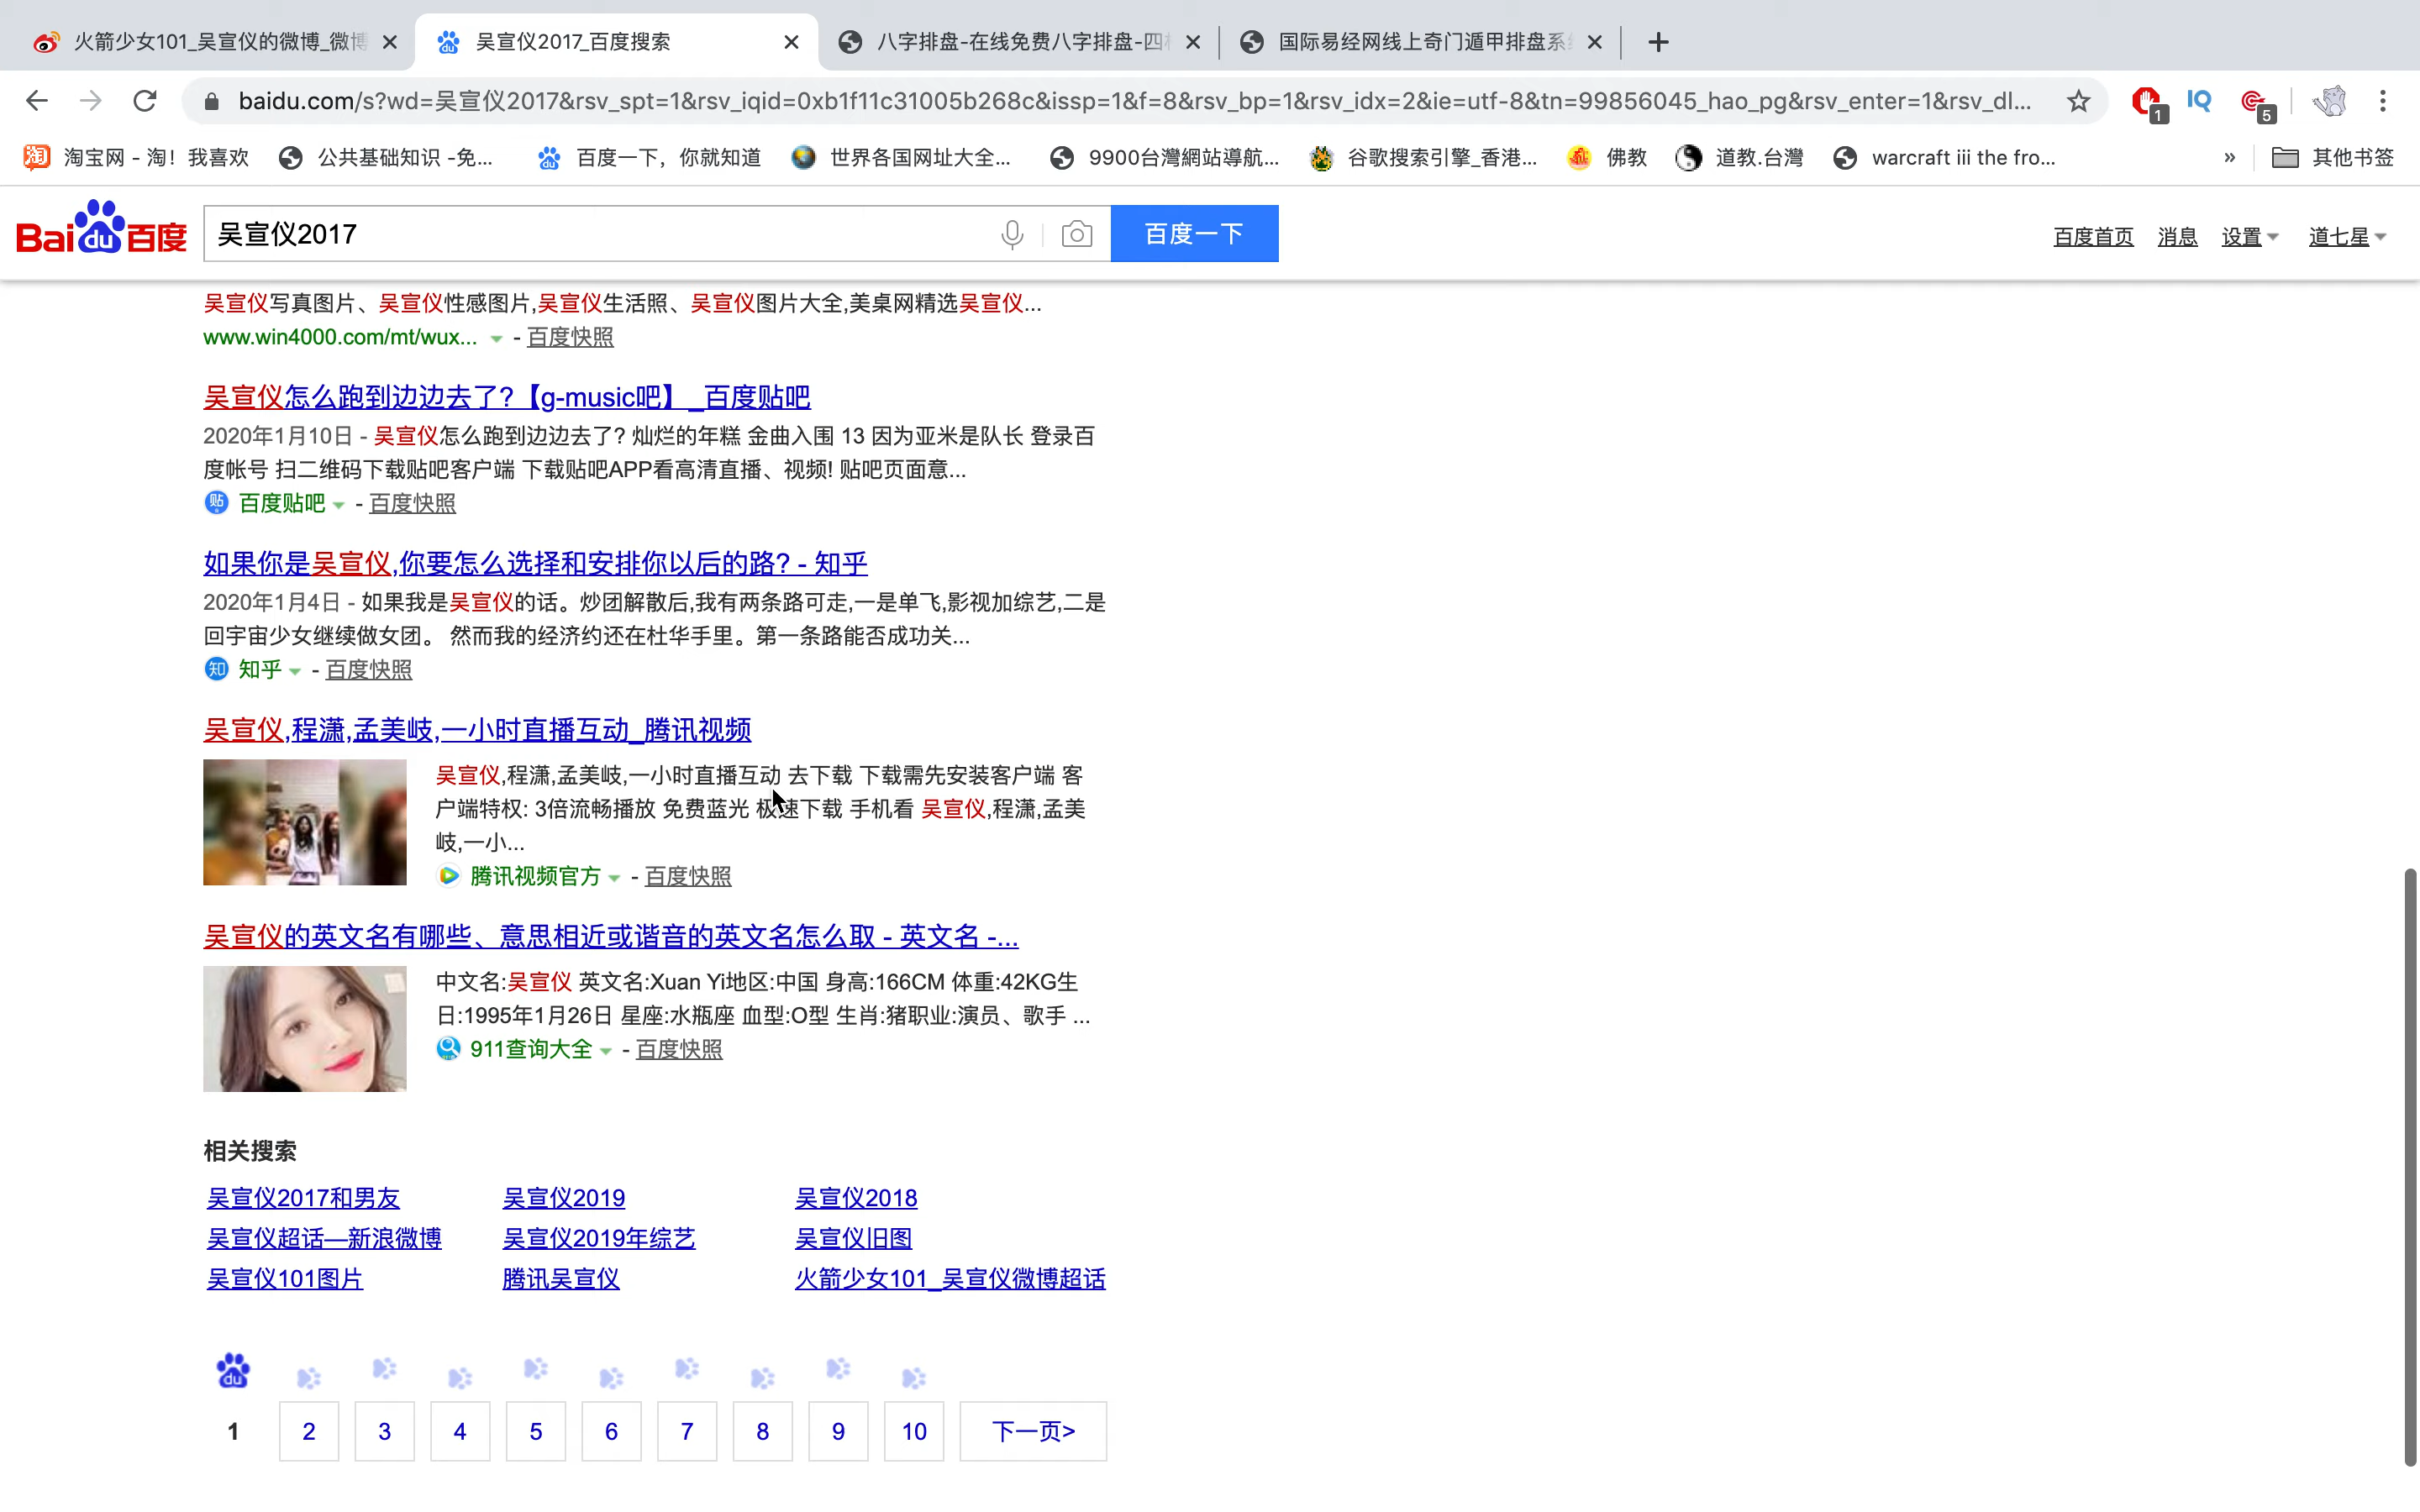 火箭少女101_吴宣仪的微博_微博
吴宣仪2017_百度搜索
八字排盘-在线免费八字排盘-四
国际易经网线上奇门遁甲排盘系
baidu.com/s?wd=吴宣仪2017&rsv_spt=1&rsv_iqid=0xb1f11c31005b268c&issp=1&f=8&rsv_bp=1&rsv_idx=2&ie=utf-8&tn=99856045_hao_pg&rsv_enter=1&rsv_dl...
1
IQ
5
淘 淘宝网 - 淘！我喜欢
公共基础知识 -免...
百度一下，你就知道
世界各国网址大全...
9900台灣網站導航...
谷歌搜索引擎_香港...
佛教
道教.台灣
warcraft iii the fro...
»
其他书签
Bai du 百度
吴宣仪2017
百度一下
百度首页 消息 设置 道七星
吴宣仪写真图片、吴宣仪性感图片,吴宣仪生活照、吴宣仪图片大全,美桌网精选吴宣仪...
www.win4000.com/mt/wux... - 百度快照
吴宣仪怎么跑到边边去了?【g-music吧】_百度贴吧
2020年1月10日 - 吴宣仪怎么跑到边边去了? 灿烂的年糕 金曲入围 13 因为亚米是队长 登录百
度帐号 扫二维码下载贴吧客户端 下载贴吧APP看高清直播、视频! 贴吧页面意...
贴 百度贴吧 - 百度快照
如果你是吴宣仪,你要怎么选择和安排你以后的路? - 知乎
2020年1月4日 - 如果我是吴宣仪的话。炒团解散后,我有两条路可走,一是单飞,影视加综艺,二是
回宇宙少女继续做女团。 然而我的经济约还在杜华手里。第一条路能否成功关...
知 知乎 - 百度快照
吴宣仪,程潇,孟美岐,一小时直播互动_腾讯视频
吴宣仪,程潇,孟美岐,一小时直播互动 去下载 下载需先安装客户端 客
户端特权: 3倍流畅播放 免费蓝光 极速下载 手机看 吴宣仪,程潇,孟美
岐,一小...
腾讯视频官方 - 百度快照
吴宣仪的英文名有哪些、意思相近或谐音的英文名怎么取 - 英文名 -...
中文名:吴宣仪 英文名:Xuan Yi地区:中国 身高:166CM 体重:42KG生
日:1995年1月26日 星座:水瓶座 血型:O型 生肖:猪职业:演员、歌手 ...
911查询大全 - 百度快照
相关搜索
吴宣仪2017和男友 吴宣仪2019 吴宣仪2018
吴宣仪超话—新浪微博 吴宣仪2019年综艺 吴宣仪旧图
吴宣仪101图片 腾讯吴宣仪 火箭少女101_吴宣仪微博超话
du
1 2 3 4 5 6 7 8 9 10 下一页>